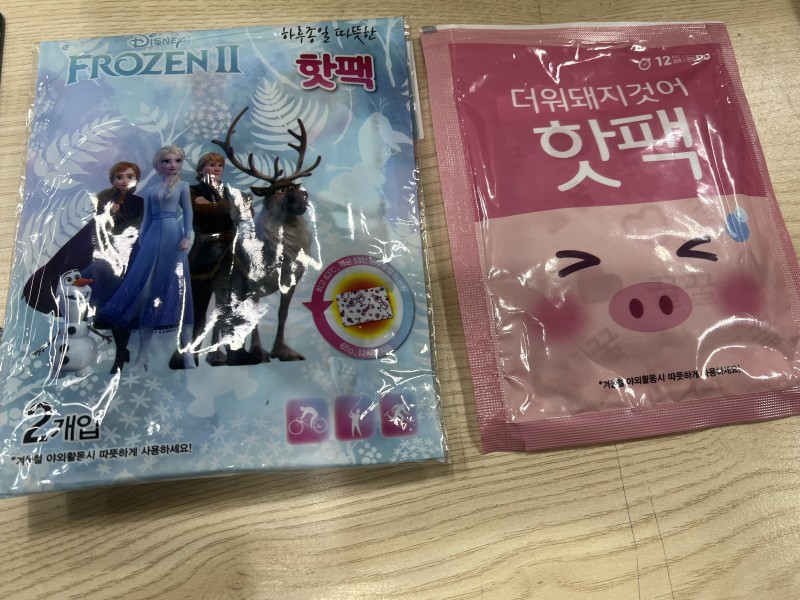 DISNEY
FROZEN II
하루종일 따뜻한
핫팩
2개입
*겨울철 야외활동시 따뜻하게 사용하세요!
12
더워돼지것어
핫팩
*겨울철 야외활동시 따뜻하게 사용하세요!